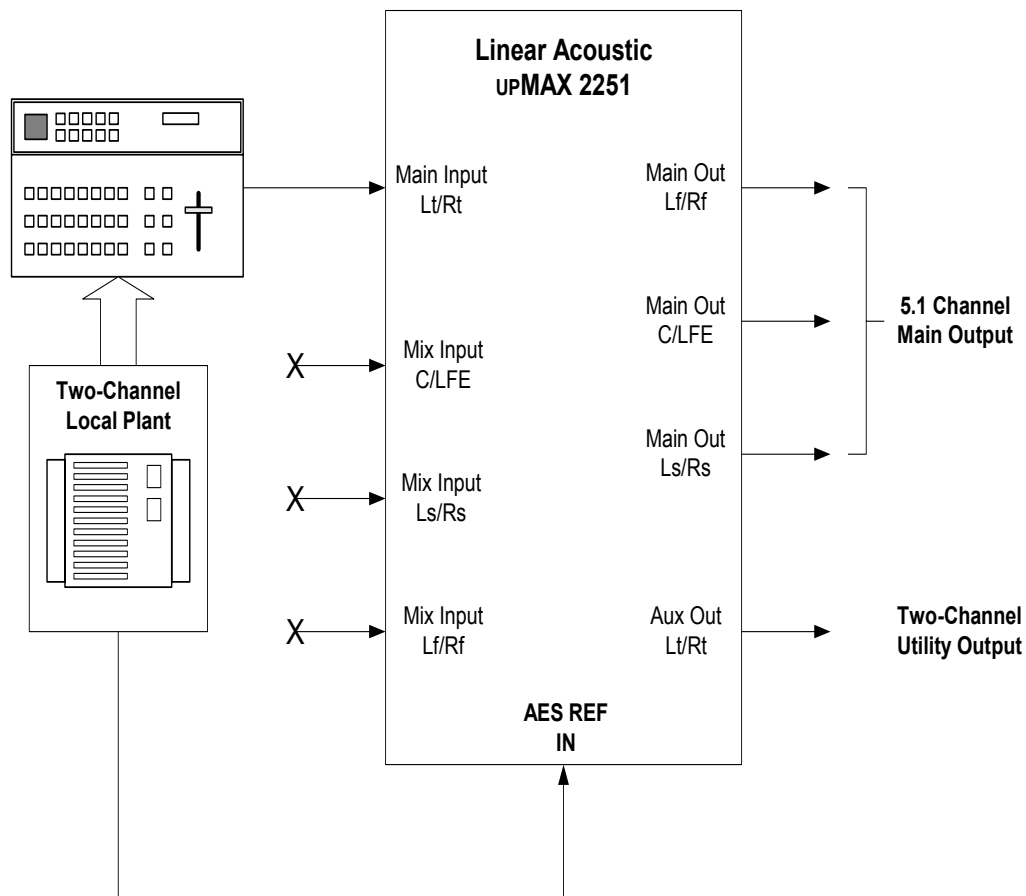 Linear Acoustic
UPMAX 2251
Main Input
Lt/Rt
Main Out
Lf/Rf
Main Out
C/LFE
5.1 Channel
Main Output
X
Mix Input
C/LFE
Two-Channel
Local Plant
Main Out
Ls/Rs
X
Mix Input
Ls/Rs
X
Mix Input
Lf/Rf
Aux Out
Lt/Rt
Two-Channel
Utility Output
AES REF
IN